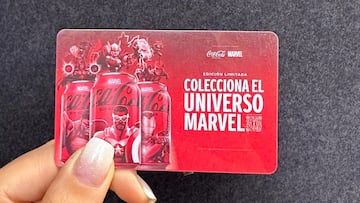 Coca-Cola MARVEL
EDICIÓN LIMITADA
COLECCIONA EL
UNIVERSO
MARVEL